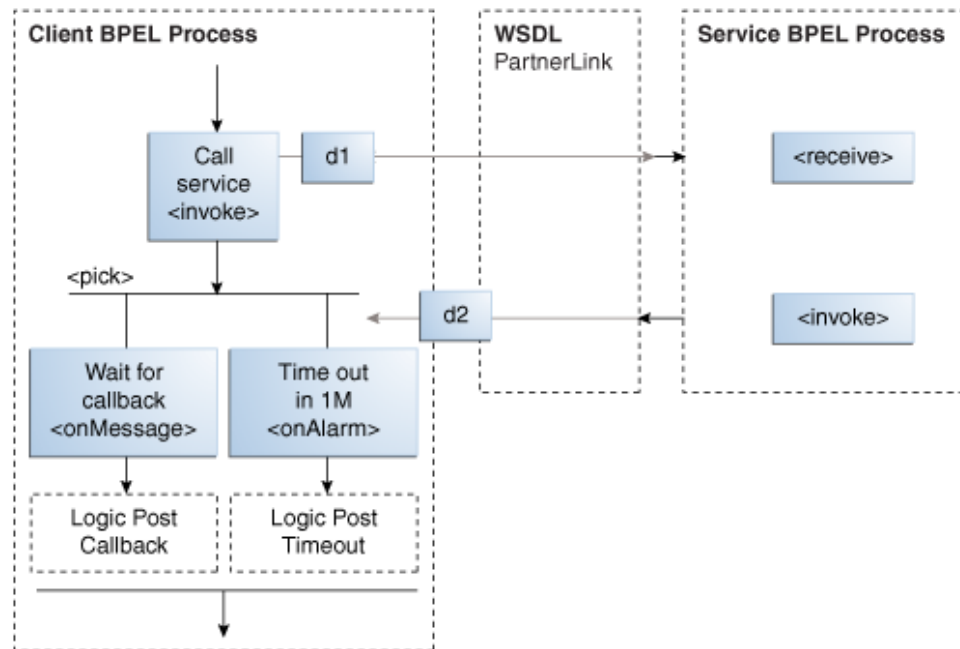 Client BPEL Process
WSDL
PartnerLink
Service BPEL Process
Call
service
<invoke>
d1
<receive>
<pick>
d2
<invoke>
Wait for
callback
<onMessage>
Time out
in 1M
<onAlarm>
Logic Post
Callback
Logic Post
Timeout